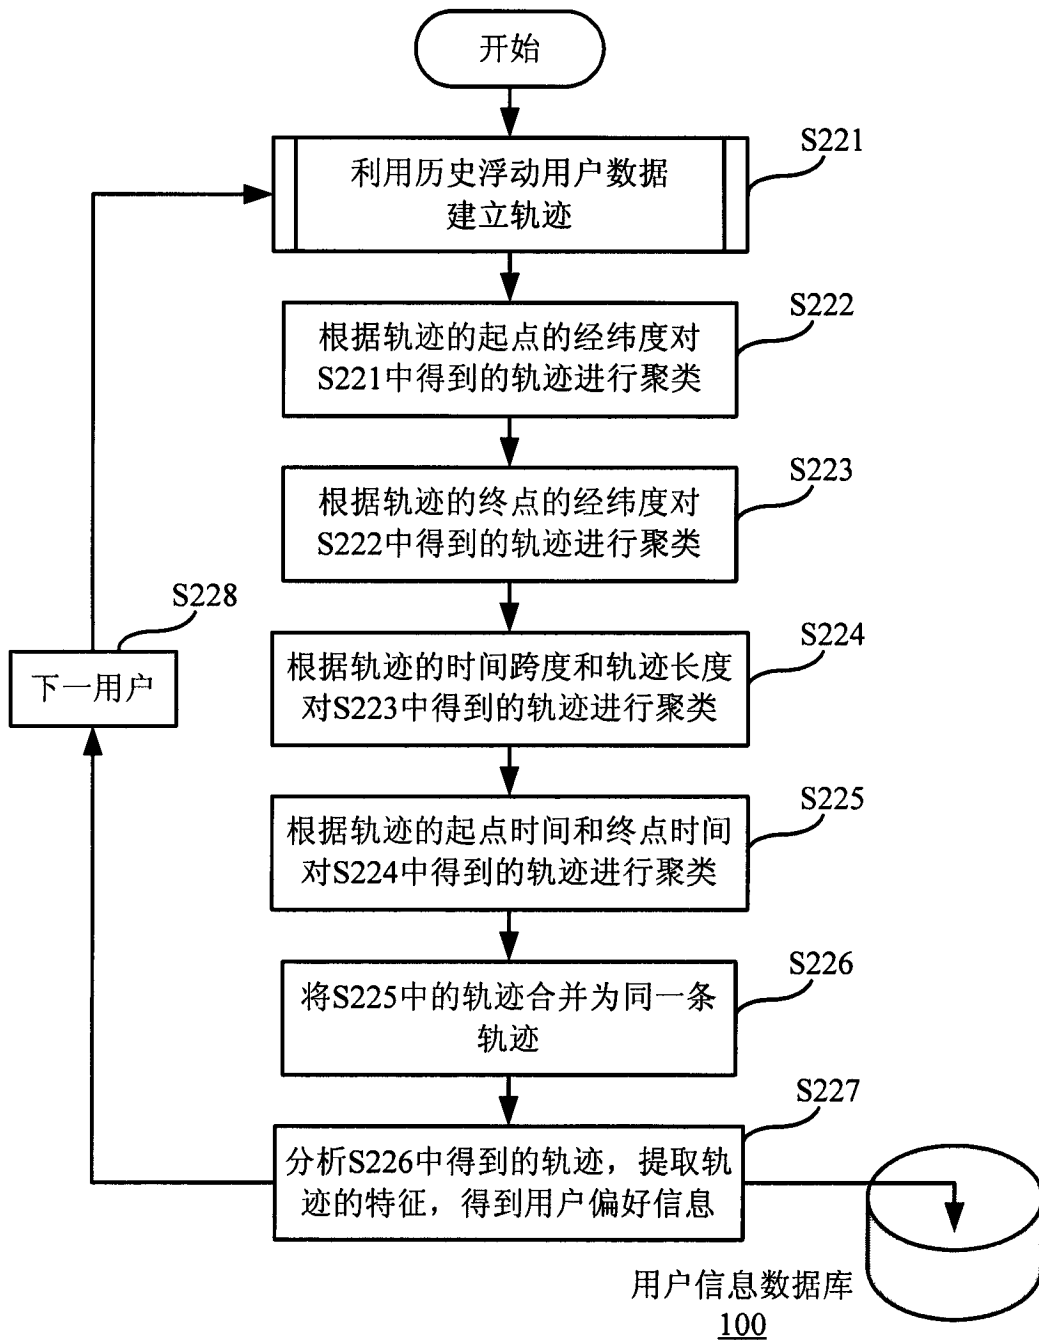 开始
S221
利用历史浮动用户数据
建立轨迹
S222
根据轨迹的起点的经纬度对
S221中得到的轨迹进行聚类
S223
根据轨迹的终点的经纬度对
S222中得到的轨迹进行聚类
S228
下一用户
S224
根据轨迹的时间跨度和轨迹长度
对S223中得到的轨迹进行聚类
S225
根据轨迹的起点时间和终点时间
对S224中得到的轨迹进行聚类
S226
将S225中的轨迹合并为同一条
轨迹
S227
分析S226中得到的轨迹，提取轨
迹的特征，得到用户偏好信息
用户信息数据库
100